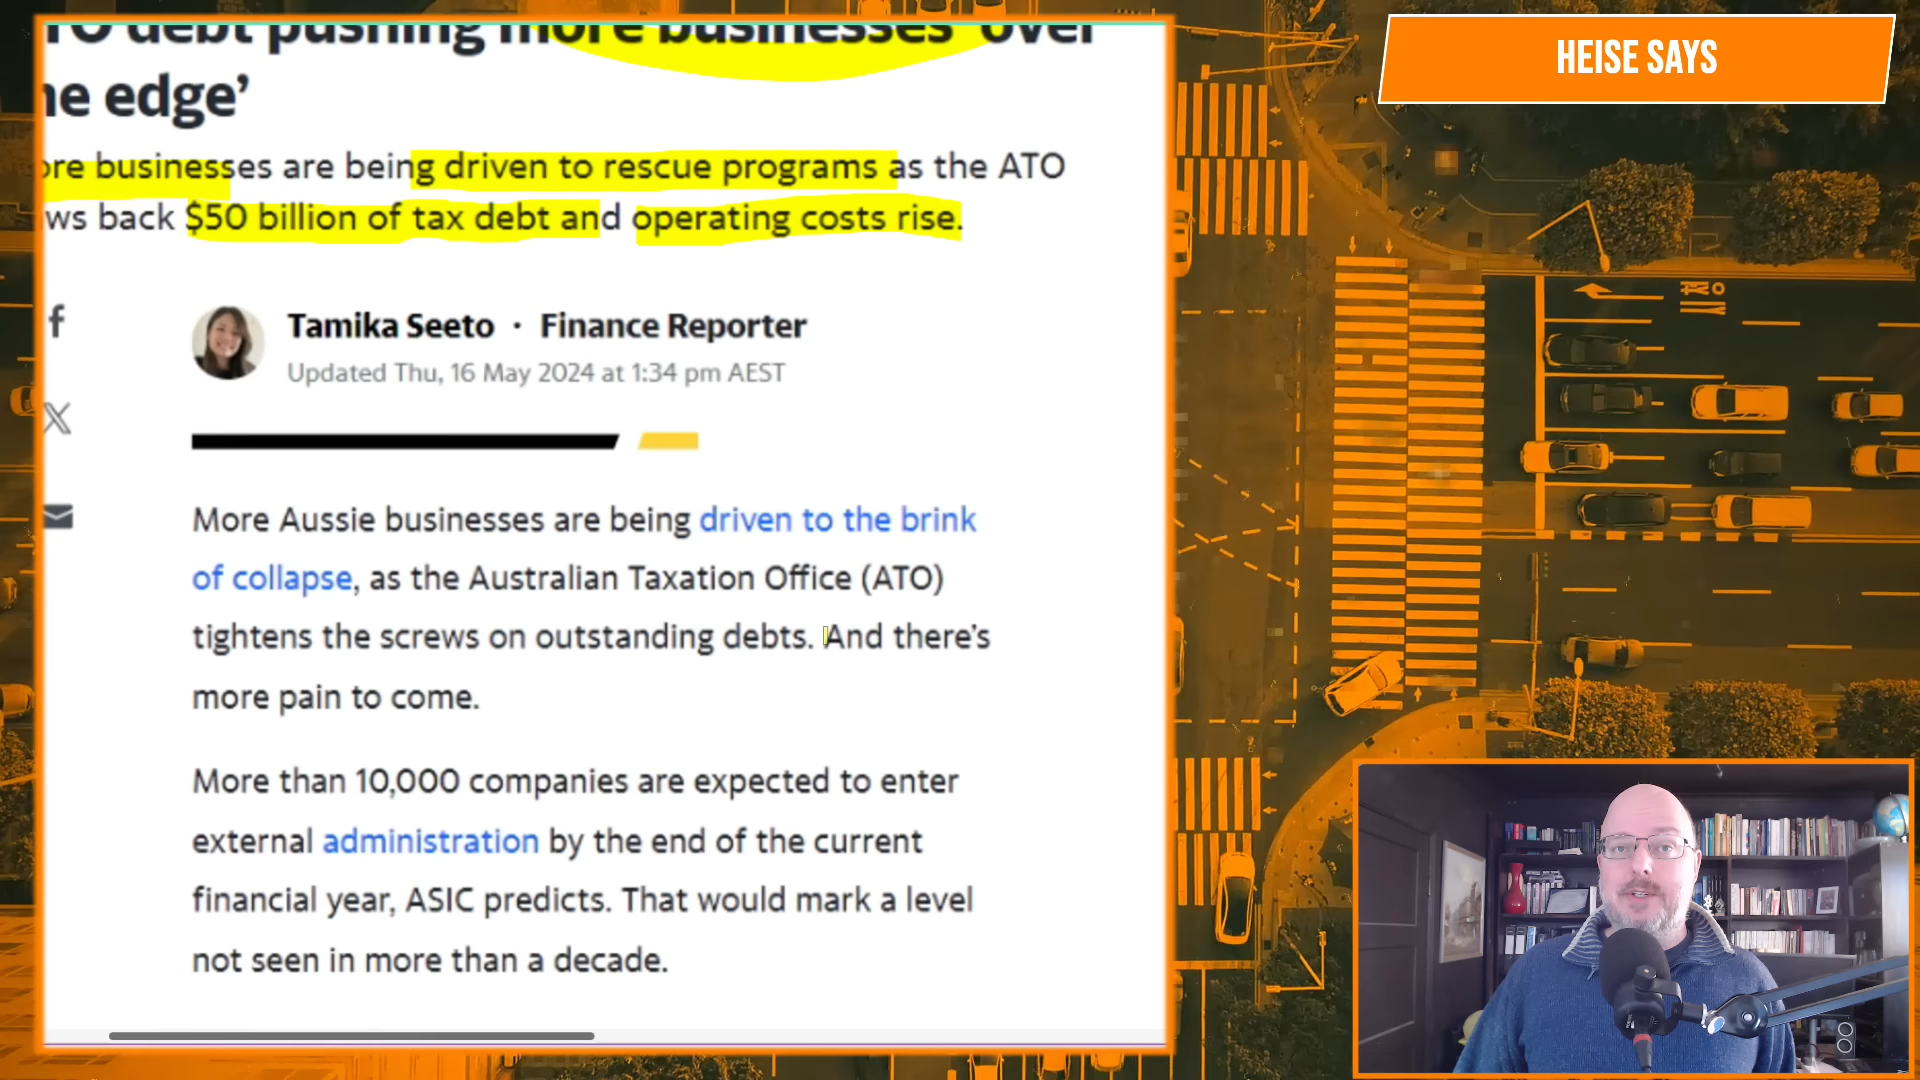 HEISE SAYS
debt pushing more businesses 'over
edge'
businesses are being driven to rescue programs as the ATO
back $50 billion of tax debt and operating costs rise.
Tamika Seeto · Finance Reporter
Updated Thu, 16 May 2024 at 1:34 pm AEST
More Aussie businesses are being driven to the brink
of collapse, as the Australian Taxation Office (ATO)
tightens the screws on outstanding debts. And there's
more pain to come.
More than 10,000 companies are expected to enter
external administration by the end of the current
financial year, ASIC predicts. That would mark a level
not seen in more than a decade.